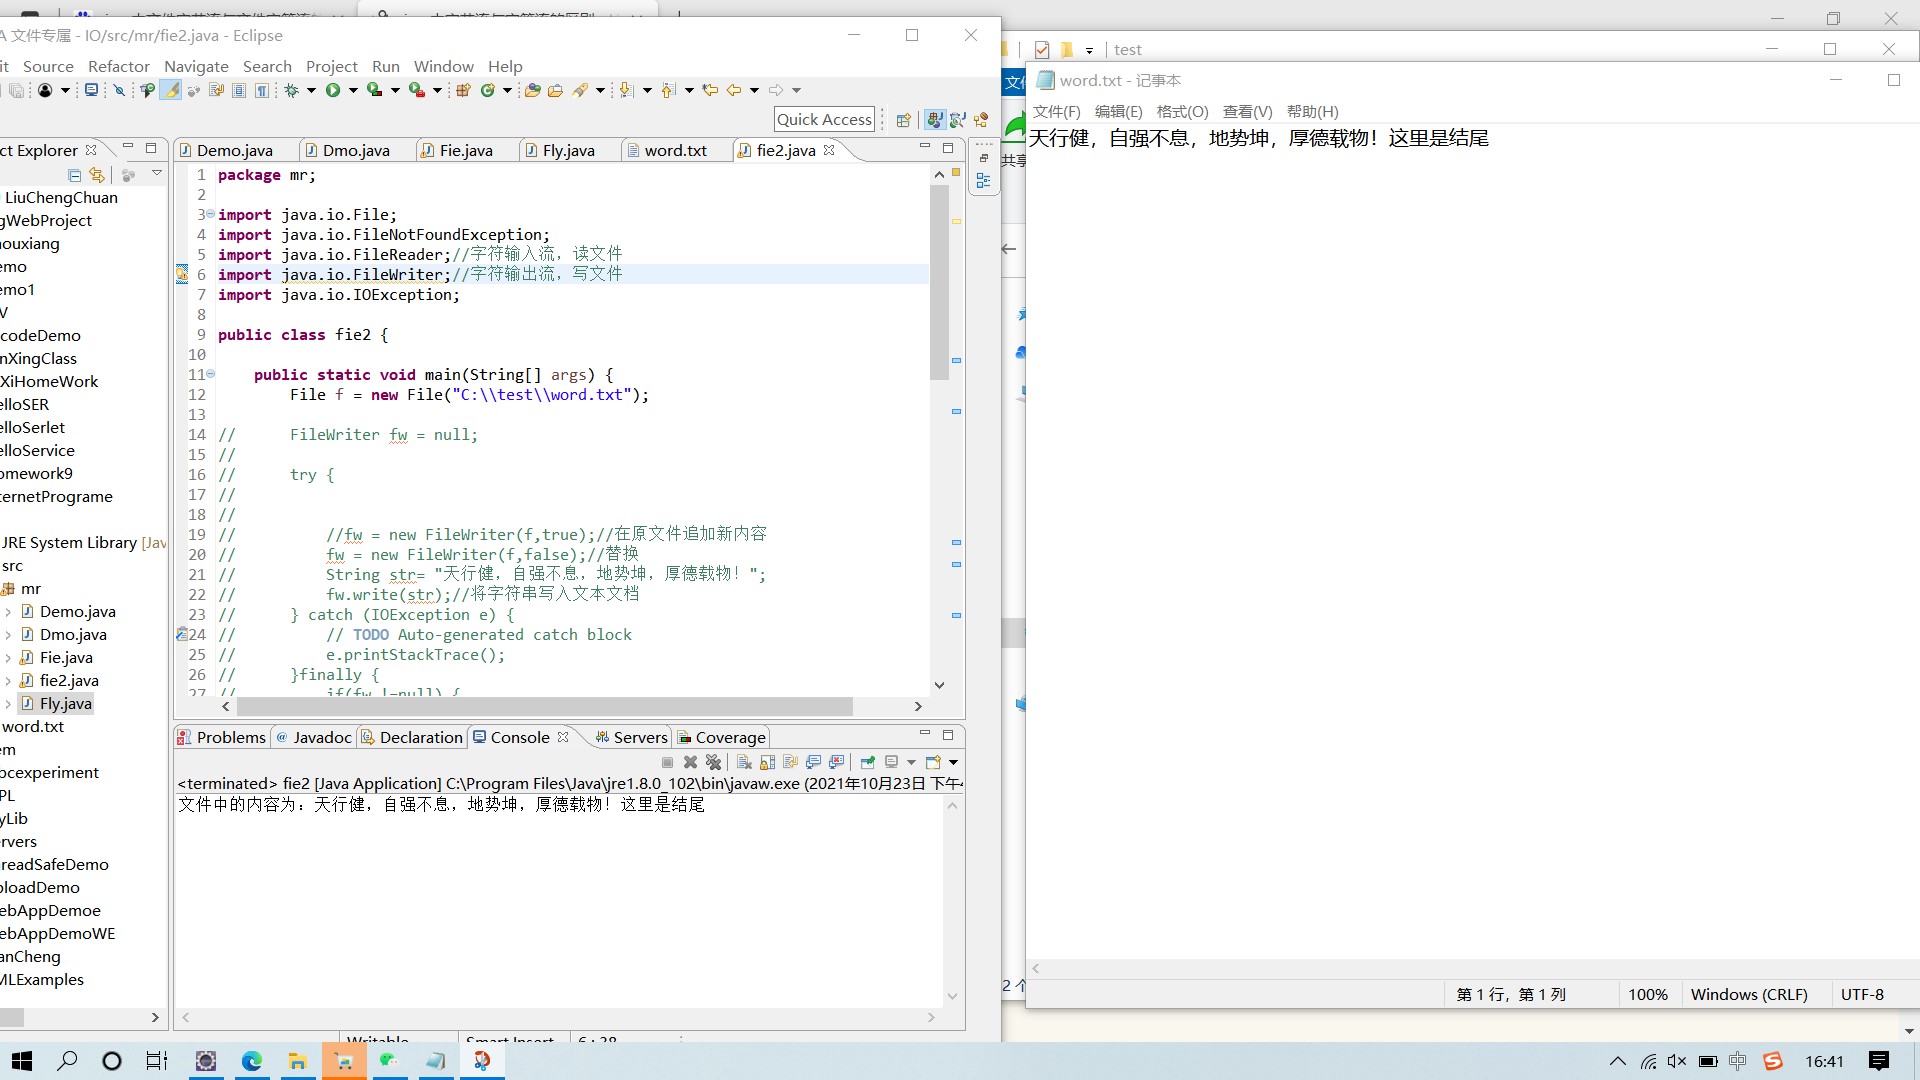 A 文件专属 - IO/src/mr/fie2.java - Eclipse
it Source Refactor Navigate Search Project Run Window Help
Quick Access
ct Explorer
LiuChengChuan
gWebProject
ouxiang
emo
emo1
V
codeDemo
nXingClass
XiHomeWork
elloSER
elloSerlet
elloService
omework9
ternetPrograme
JRE System Library [Jav
src
mr
Demo.java
Dmo.java
Fie.java
fie2.java
Fly.java
word.txt
em
bcexperiment
PL
yLib
ervers
readSafeDemo
ploadDemo
ebAppDemoe
ebAppDemoWE
anCheng
MLExamples
Demo.java Dmo.java Fie.java Fly.java word.txt fie2.java
1 package mr;
2
3 import java.io.File;
4 import java.io.FileNotFoundException;
5 import java.io.FileReader;//字符输入流，读文件
6 import java.io.FileWriter;//字符输出流，写文件
7 import java.io.IOException;
8
9 public class fie2 {
10
11 public static void main(String[] args) {
12 File f = new File("C:\\test\\word.txt");
13
14 // FileWriter fw = null;
15 //
16 // try {
17 //
18 //
19 // //fw = new FileWriter(f,true);//在原文件追加新内容
20 // fw = new FileWriter(f,false);//替换
21 // String str= "天行健，自强不息，地势坤，厚德载物！";
22 // fw.write(str);//将字符串写入文本文档
23 // } catch (IOException e) {
24 // // TODO Auto-generated catch block
25 // e.printStackTrace();
26 // }finally {
27 // if(fw !=null) {
Problems Javadoc Declaration Console Servers Coverage
<terminated> fie2 [Java Application] C:\Program Files\Java\jre1.8.0_102\bin\javaw.exe (2021年10月23日 下午4
文件中的内容为：天行健，自强不息，地势坤，厚德载物！这里是结尾
Writable Smart Insert 6 : 38
test
文件
共享
2 个
word.txt - 记事本
文件(F) 编辑(E) 格式(O) 查看(V) 帮助(H)
天行健，自强不息，地势坤，厚德载物！这里是结尾
第 1 行，第 1 列 100% Windows (CRLF) UTF-8
中 16:41